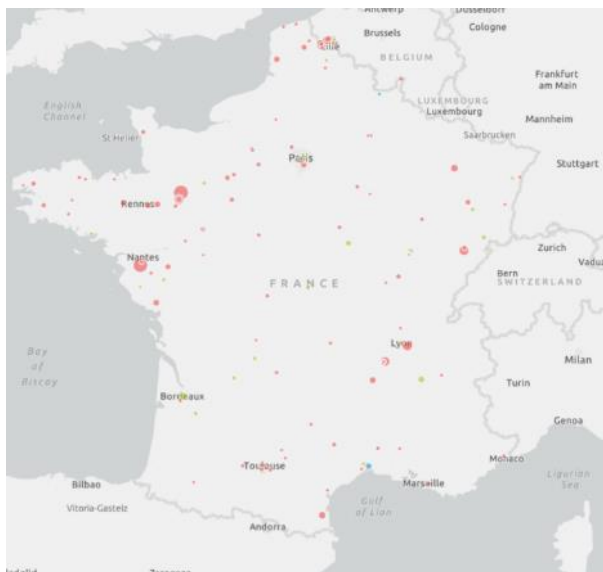 Antwerp
Dusseldorf
Cologne
Brussels
Lille
BELGIUM
Frankfurt
am Main
English
Channel
LUXEMBOURG
Luxembourg
Mannheim
St Helier
Saarbrucken
Paris
Stuttgart
Rennes
Nantes
Zurich
Vaduz
Bern
SWITZERLAND
FRANCE
Lyon
Milan
Bay
of
Biscay
Turin
Bordeaux
Genoa
Toulouse
Monaco
Marseille
Ligurian
Sea
Bilbao
Gulf
of Lion
Vitoria-Gasteiz
Andorra